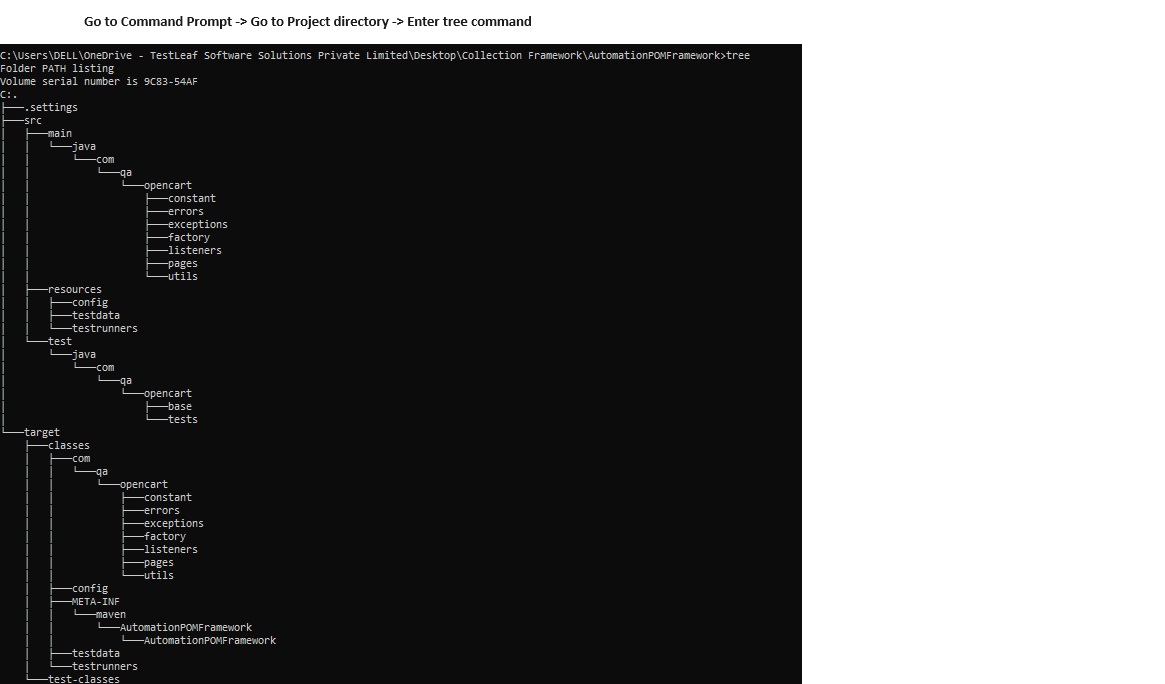 Go to Command Prompt -> Go to Project directory -> Enter tree command
C:\Users\DELL\OneDrive - TestLeaf Software Solutions Private Limited\Desktop\Collection Framework\AutomationPOMFramework>tree
Folder PATH listing
Volume serial number is 9C83-54AF
C:.
├───.settings
├───src
│   ├───main
│   │   └───java
│   │       └───com
│   │           └───qa
│   │               └───opencart
│   │                   ├───constant
│   │                   ├───errors
│   │                   ├───exceptions
│   │                   ├───factory
│   │                   ├───listeners
│   │                   ├───pages
│   │                   └───utils
│   ├───resources
│   │   ├───config
│   │   ├───testdata
│   │   └───testrunners
│   └───test
│       └───java
│           └───com
│               └───qa
│                   └───opencart
│                       ├───base
│                       └───tests
└───target
    ├───classes
    │   ├───com
    │   │   └───qa
    │   │       └───opencart
    │   │           ├───constant
    │   │           ├───errors
    │   │           ├───exceptions
    │   │           ├───factory
    │   │           ├───listeners
    │   │           ├───pages
    │   │           └───utils
    │   ├───config
    │   ├───META-INF
    │   │   └───maven
    │   │       └───AutomationPOMFramework
    │   │           └───AutomationPOMFramework
    │   ├───testdata
    │   └───testrunners
    └───test-classes